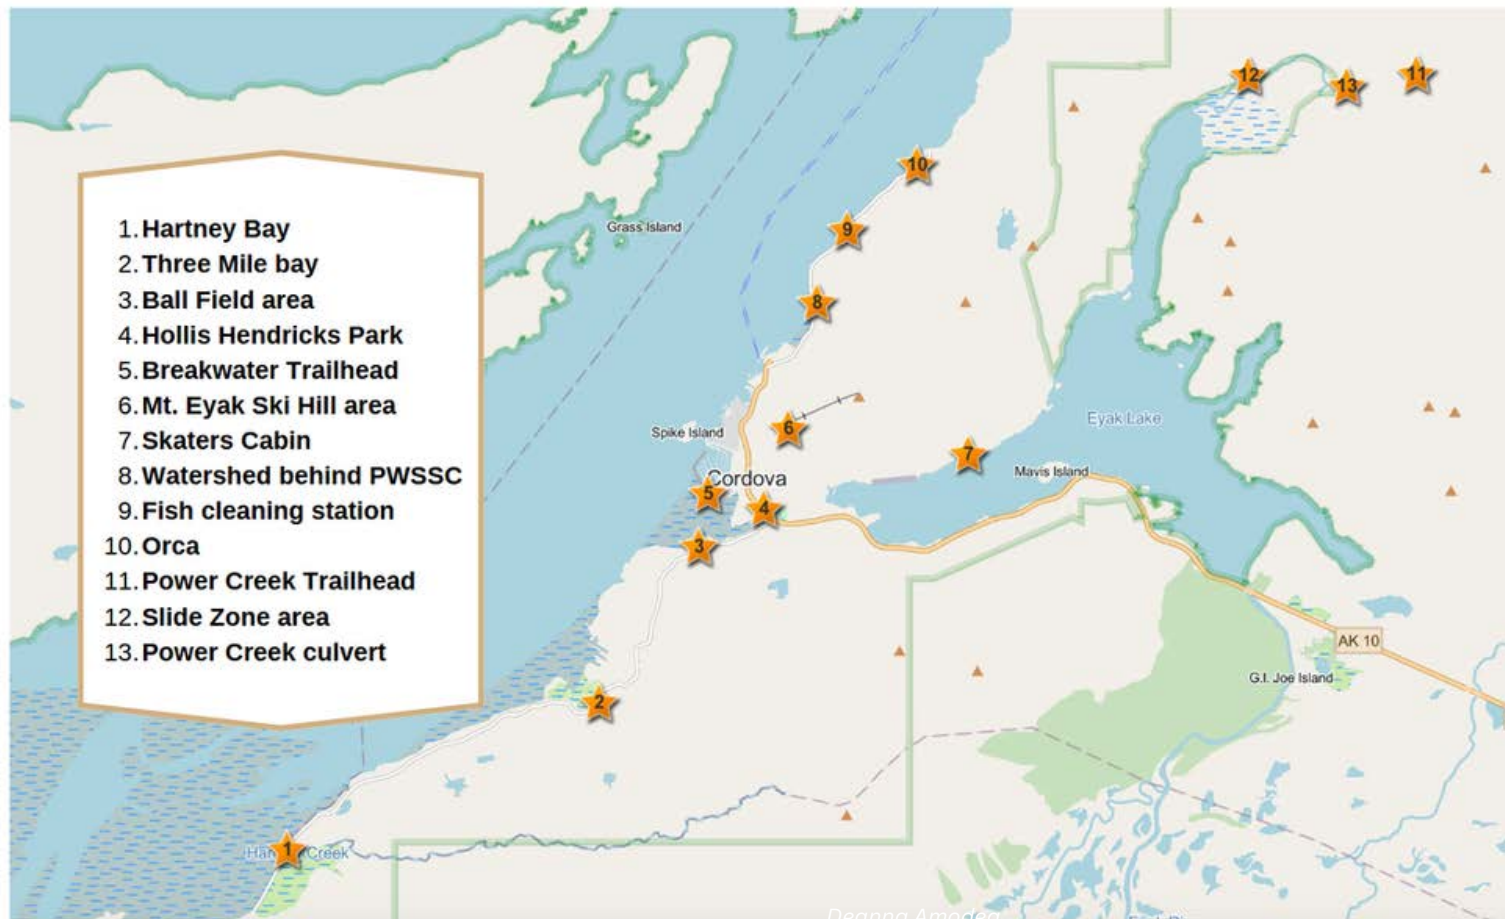 1. Hartney Bay
2. Three Mile bay
3. Ball Field area
4. Hollis Hendricks Park
5. Breakwater Trailhead
6. Mt. Eyak Ski Hill area
7. Skaters Cabin
8. Watershed behind PWSSC
9. Fish cleaning station
10. Orca
11. Power Creek Trailhead
12. Slide Zone area
13. Power Creek culvert
12
13
11
10
Grass Island
9
8
Eyak Lake
Spike Island
6
7
Mavis Island
Cordova
5
4
3
AK 10
G.I. Joe Island
2
1
Creek
Deanna Amodea